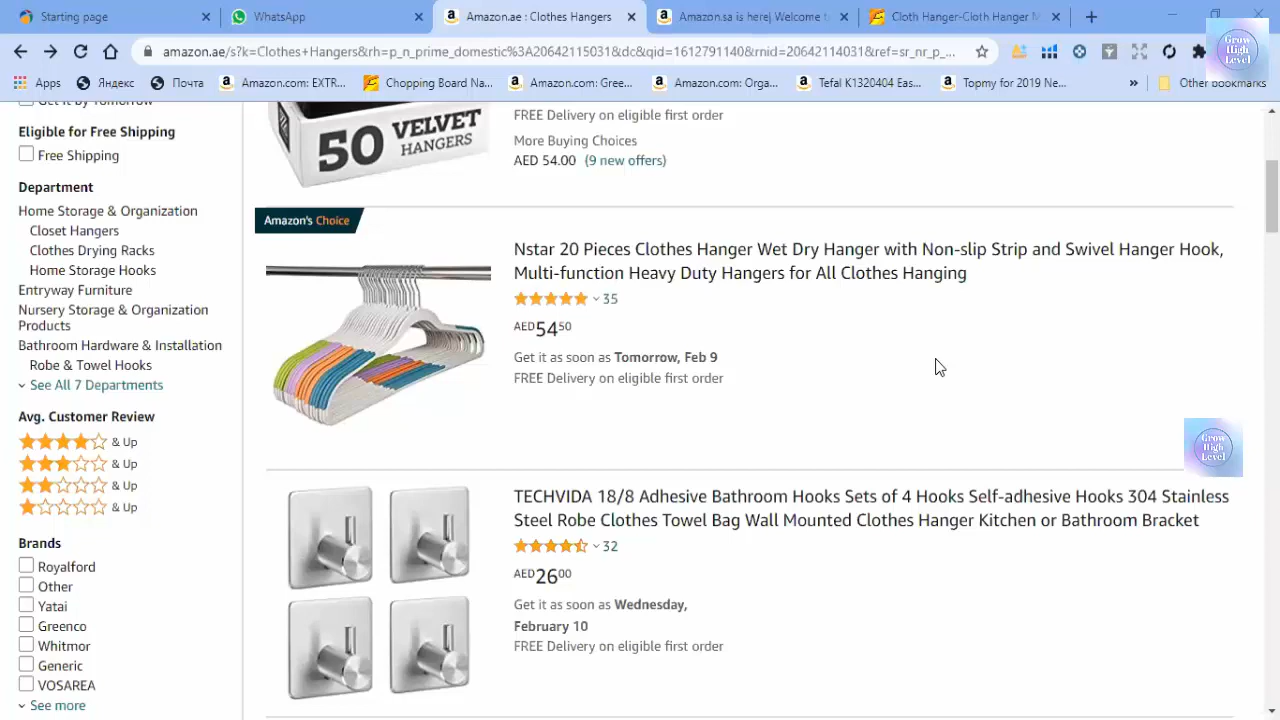 Starting page
WhatsApp
Amazon.ae : Clothes Hangers
Amazon.sa is here| Welcome t
Cloth Hanger-Cloth Hanger M
amazon.ae/s?k=Clothes+Hangers&rh=p_n_prime_domestic%3A20642115031&dc&qid=1612791140&rnid=20642114031&ref=sr_nr_p_...
Apps
Яндекс
Почта
Amazon.com: EXTR...
Chopping Board Na...
Amazon.com: Gree...
Amazon.com: Orga...
Tefal K1320404 Eas...
Topmy for 2019 Ne...
»
Other bookmarks
Grow
High
Level
Get It by Tomorrow
Eligible for Free Shipping
Free Shipping
Department
Home Storage & Organization
Closet Hangers
Clothes Drying Racks
Home Storage Hooks
Entryway Furniture
Nursery Storage & Organization
Products
Bathroom Hardware & Installation
Robe & Towel Hooks
See All 7 Departments
Avg. Customer Review
& Up
& Up
& Up
& Up
Brands
Royalford
Other
Yatai
Greenco
Whitmor
Generic
VOSAREA
See more
50 VELVET
HANGERS
FREE Delivery on eligible first order
More Buying Choices
AED 54.00 (9 new offers)
Amazon's Choice
Nstar 20 Pieces Clothes Hanger Wet Dry Hanger with Non-slip Strip and Swivel Hanger Hook,
Multi-function Heavy Duty Hangers for All Clothes Hanging
35
AED5450
Get it as soon as Tomorrow, Feb 9
FREE Delivery on eligible first order
Grow
High
Level
TECHVIDA 18/8 Adhesive Bathroom Hooks Sets of 4 Hooks Self-adhesive Hooks 304 Stainless
Steel Robe Clothes Towel Bag Wall Mounted Clothes Hanger Kitchen or Bathroom Bracket
32
AED2600
Get it as soon as Wednesday,
February 10
FREE Delivery on eligible first order